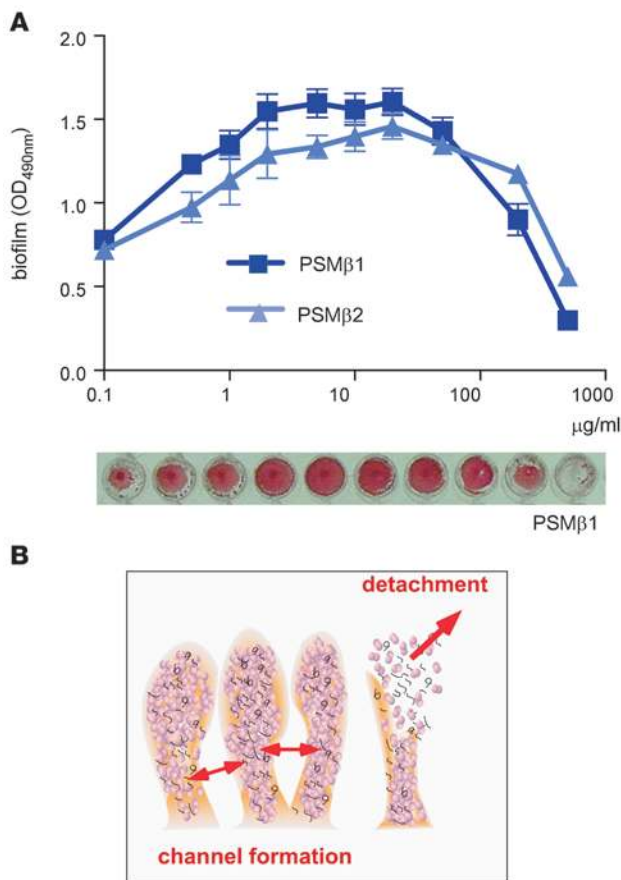 A
2.0
1.5
1.0
0.5
0.0
biofilm (OD490nm)
PSMβ1
PSMβ2
0.1 1 10 100 1000
µg/ml
PSMβ1
B
detachment
channel formation